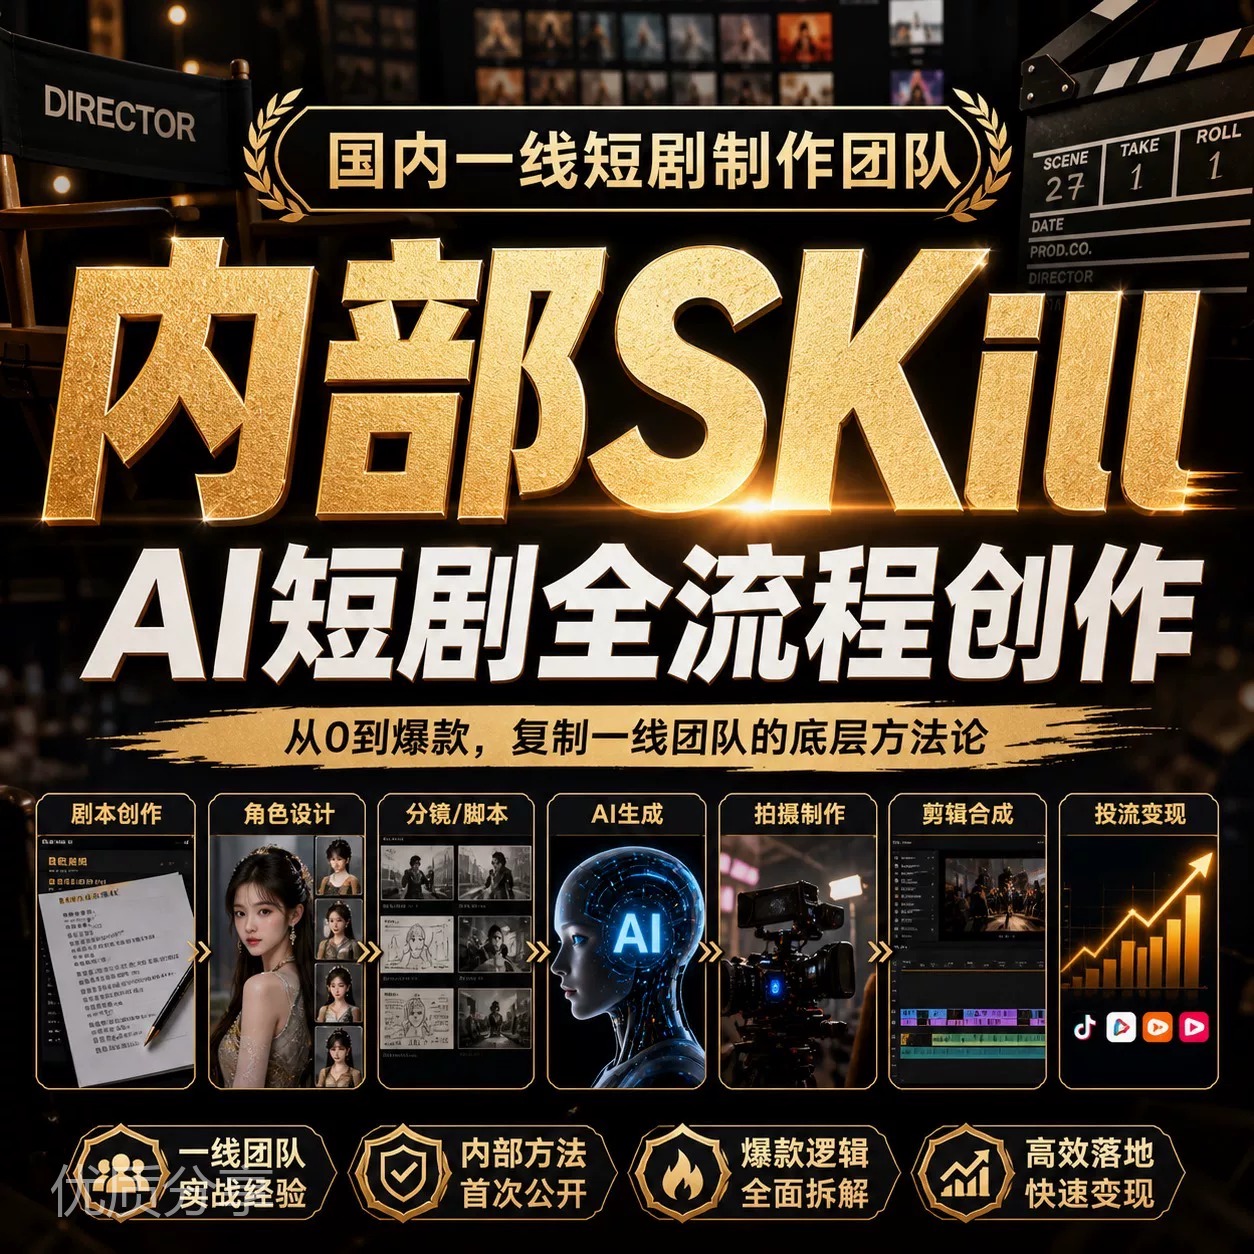 DIRECTOR
国内一线短剧制作团队
SCENE
27
TAKE
1
ROLL
1
DATE
PROD.CO.
DIRECTOR
内部SKill
AI短剧全流程创作
从0到爆款，复制一线团队的底层方法论
剧本创作
角色设计
分镜/脚本
AI生成
拍摄制作
剪辑合成
投流变现
AI
一线团队
实战经验
内部方法
首次公开
爆款逻辑
全面拆解
高效落地
快速变现
优质分享